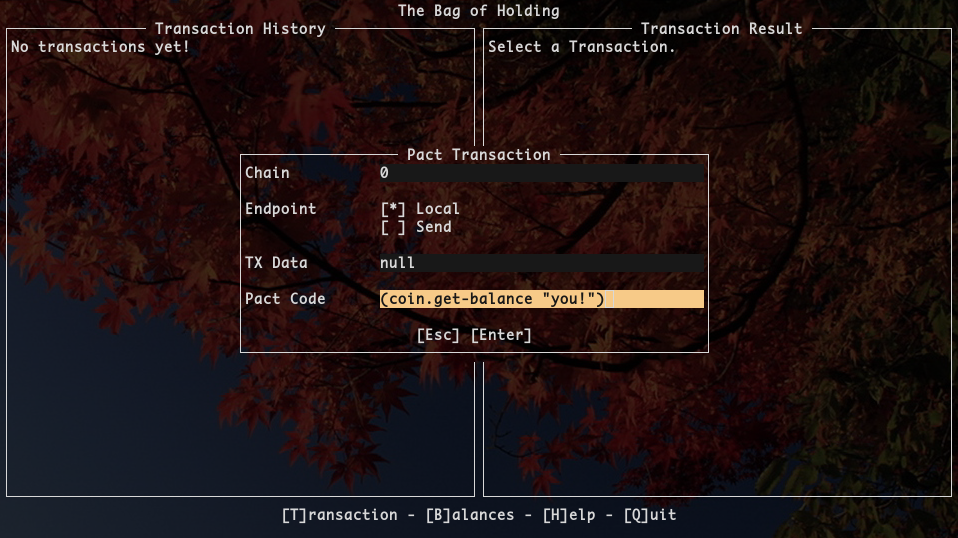 The Bag of Holding
Transaction History
No transactions yet!
Transaction Result
Select a Transaction.
Pact Transaction
Chain 0
Endpoint [*] Local
[ ] Send
TX Data null
Pact Code (coin.get-balance "you!")
[Esc] [Enter]
[T]ransaction - [B]alances - [H]elp - [Q]uit